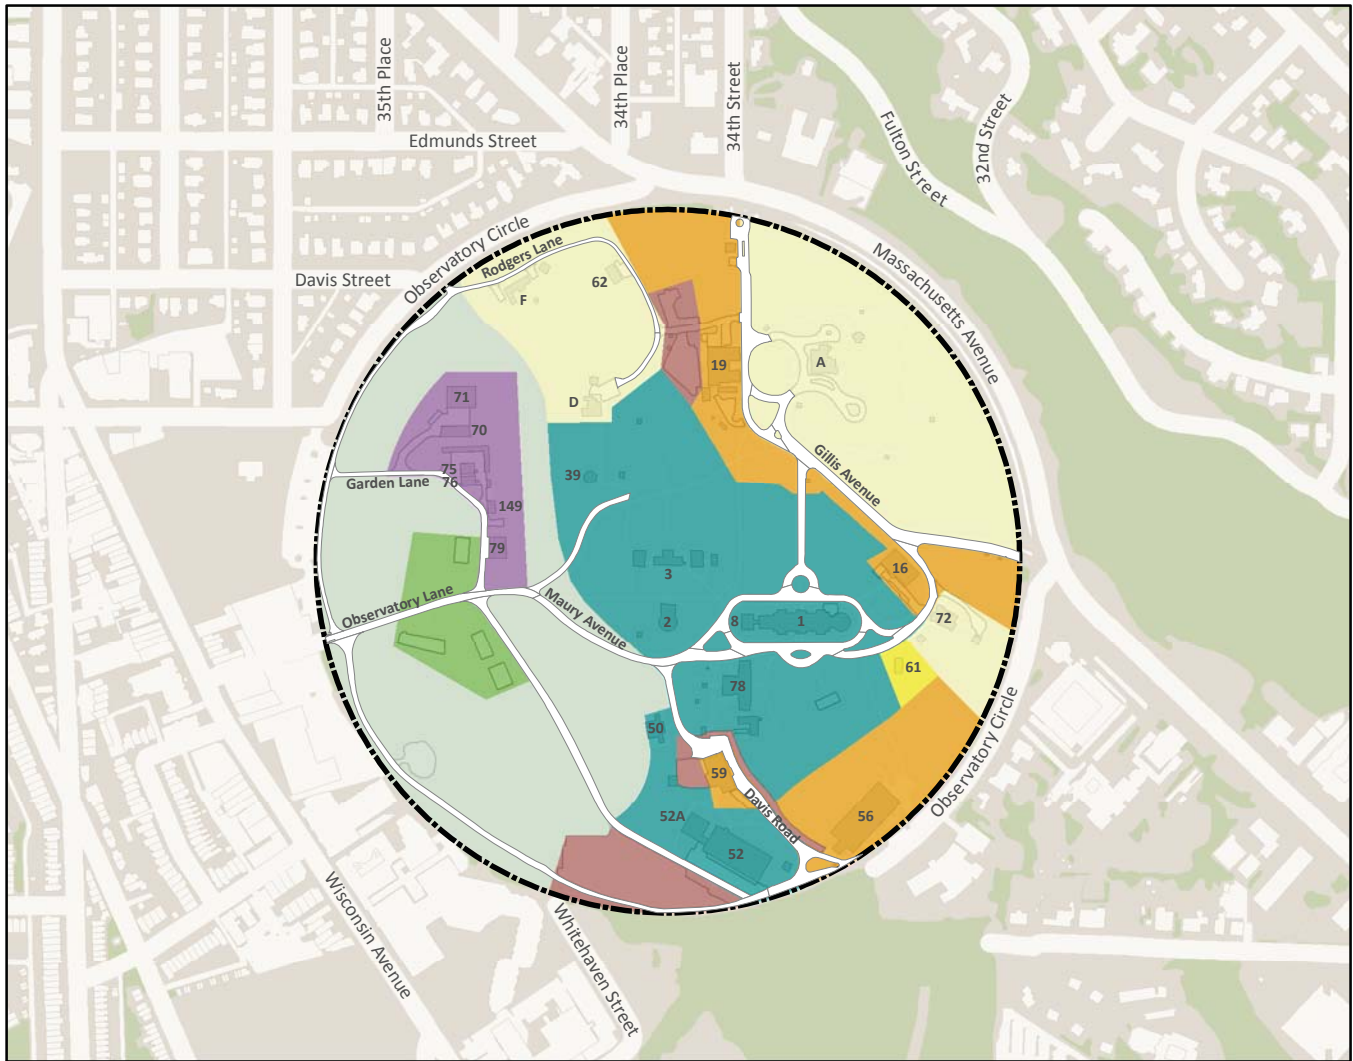 35th Place
34th Place
34th Street
Edmunds Street
Fulton Street
32nd Street
Observatory Circle
Rodgers Lane
Massachusetts Avenue
Davis Street
62
F
A
19
D
71
70
39
Gillis Avenue
75
Garden Lane
76
149
79
16
3
Observatory Lane
Maury Avenue
2
8
1
72
61
78
50
59
Observatory Circle
52A
Davis Road
56
52
Wisconsin Avenue
Whitehaven Street